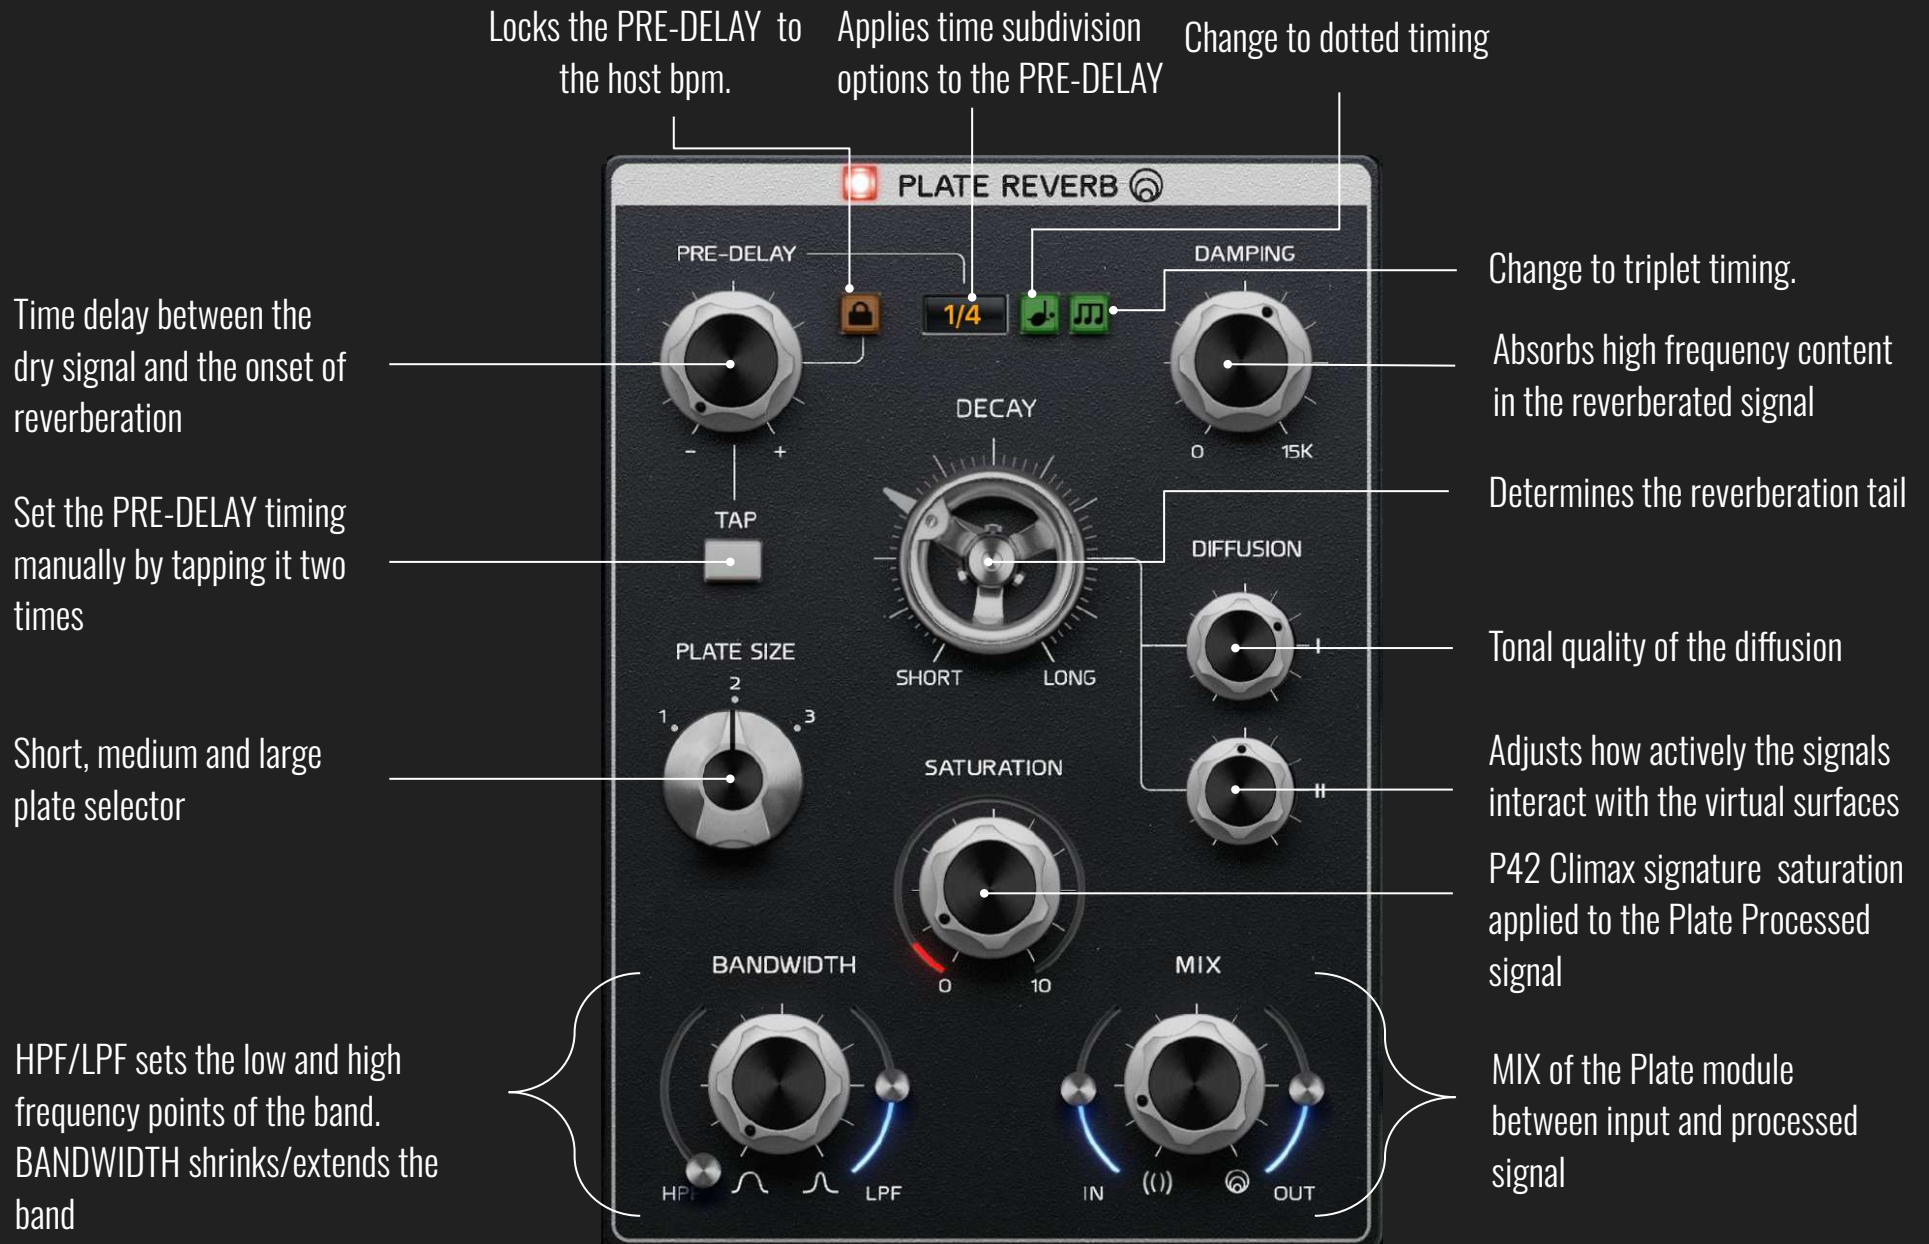 Locks the PRE-DELAY to
the host bpm.
Applies time subdivision
options to the PRE-DELAY
Change to dotted timing
PLATE REVERB
PRE-DELAY
1/4
DAMPING
- +
0 15K
Change to triplet timing.
Time delay between the
dry signal and the onset of
reverberation
Absorbs high frequency content
in the reverberated signal
DECAY
SHORT LONG
Determines the reverberation tail
Set the PRE-DELAY timing
manually by tapping it two
times
TAP
DIFFUSION
I
II
Tonal quality of the diffusion
PLATE SIZE
1 2 3
Short, medium and large
plate selector
Adjusts how actively the signals
interact with the virtual surfaces
SATURATION
0 10
P42 Climax signature saturation
applied to the Plate Processed
signal
BANDWIDTH
HPF LPF
MIX
IN OUT
HPF/LPF sets the low and high
frequency points of the band.
BANDWIDTH shrinks/extends the
band
MIX of the Plate module
between input and processed
signal